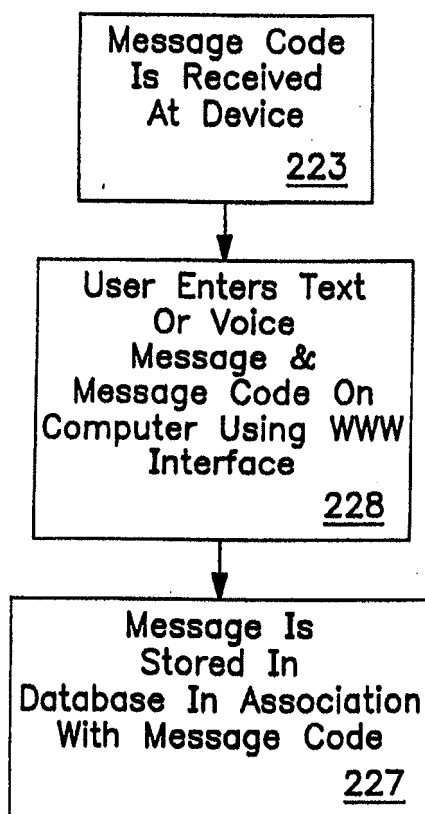 Message Code
Is Received
At Device
223
User Enters Text
Or Voice
Message &
Message Code On
Computer Using WWW
Interface
228
Message Is
Stored In
Database In Association
With Message Code
227